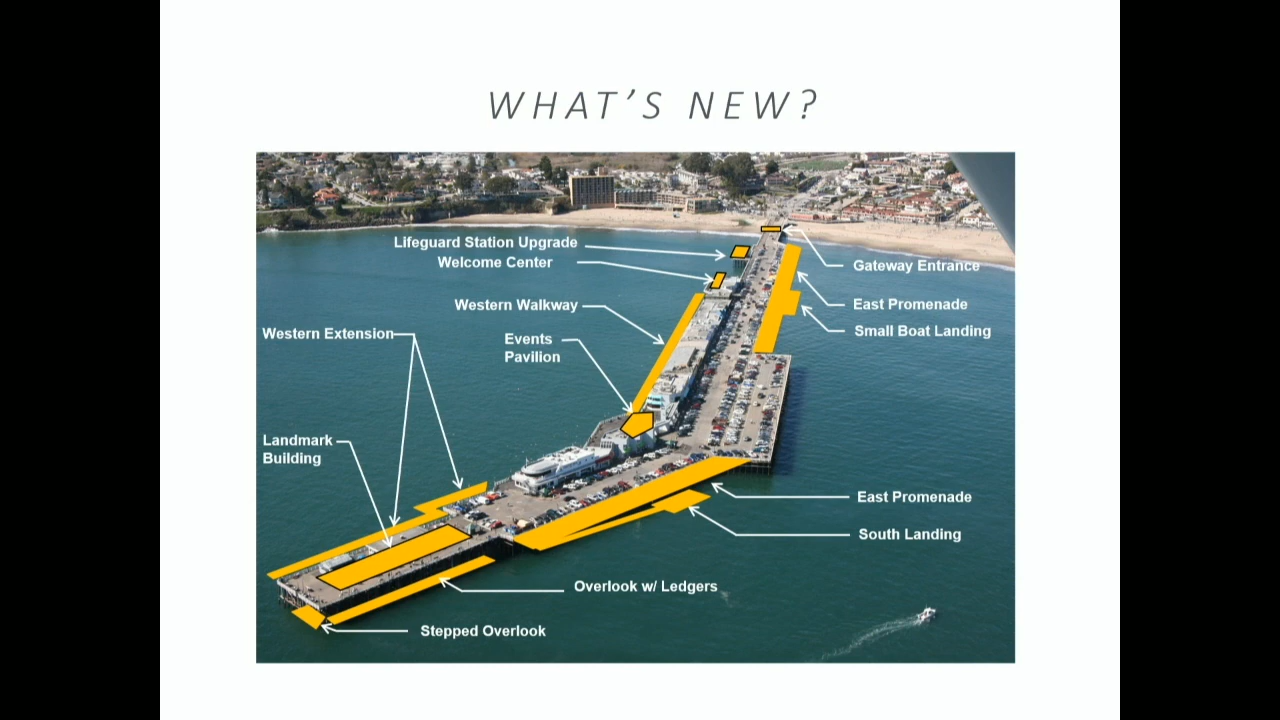 WHAT'S NEW?
Lifeguard Station Upgrade
Welcome Center
Gateway Entrance
Western Walkway
East Promenade
Small Boat Landing
Western Extension
Events
Pavilion
Landmark
Building
East Promenade
South Landing
Overlook w/ Ledgers
Stepped Overlook